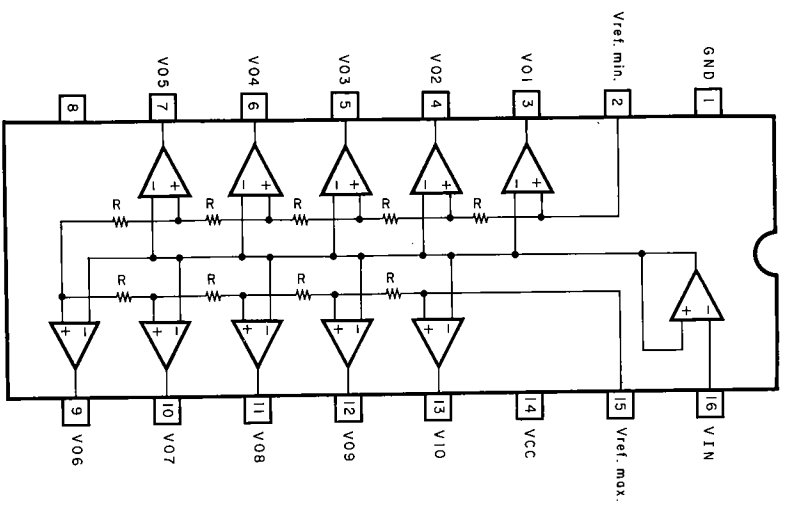 VO5
VO4
VO3
VO2
VO1
Vref. min.
GND
8
7
6
5
4
3
2
1
- +
- +
- +
- +
- +
R
R
R
R
R
R
R
R
R
+ -
+ -
+ -
+ -
+ -
+ -
9
10
11
12
13
14
15
16
VO6
VO7
VO8
VO9
V10
VCC
Vref. max.
VIN